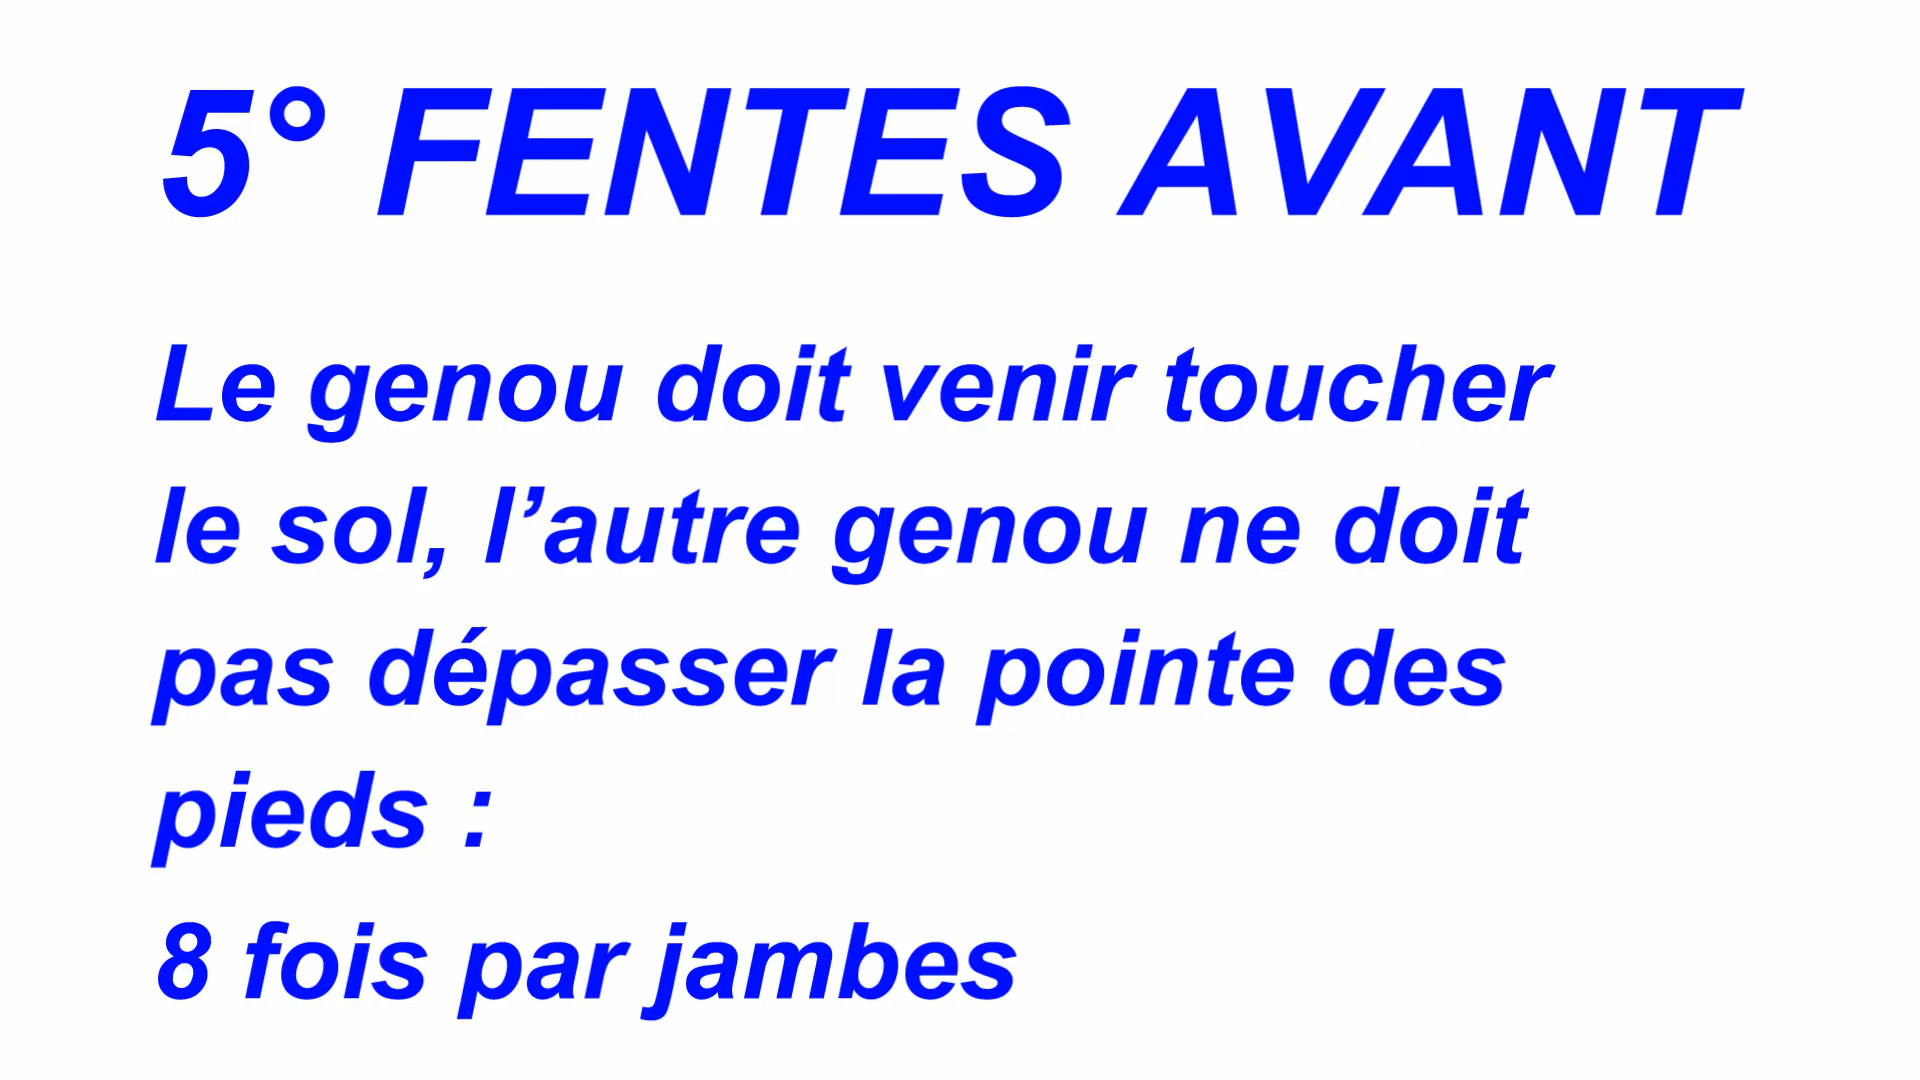 5° FENTES AVANT
Le genou doit venir toucher
le sol, l’autre genou ne doit
pas dépasser la pointe des
pieds :
8 fois par jambes